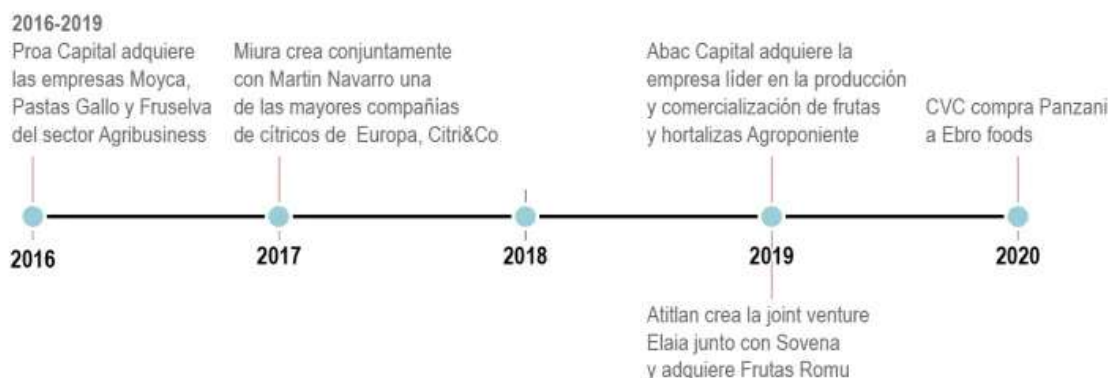 2016-2019
Proa Capital adquiere
las empresas Moyca,
Pastas Gallo y Fruselva
del sector Agribusiness
Miura crea conjuntamente
con Martin Navarro una
de las mayores compañías
de cítricos de Europa, Citri&Co
Abac Capital adquiere la
empresa líder en la producción
y comercialización de frutas
y hortalizas Agroponiente
CVC compra Panzani
a Ebro foods
2016
2017
2018
2019
2020
Atitlan crea la joint venture
Elaia junto con Sovena
y adquiere Frutas Romu